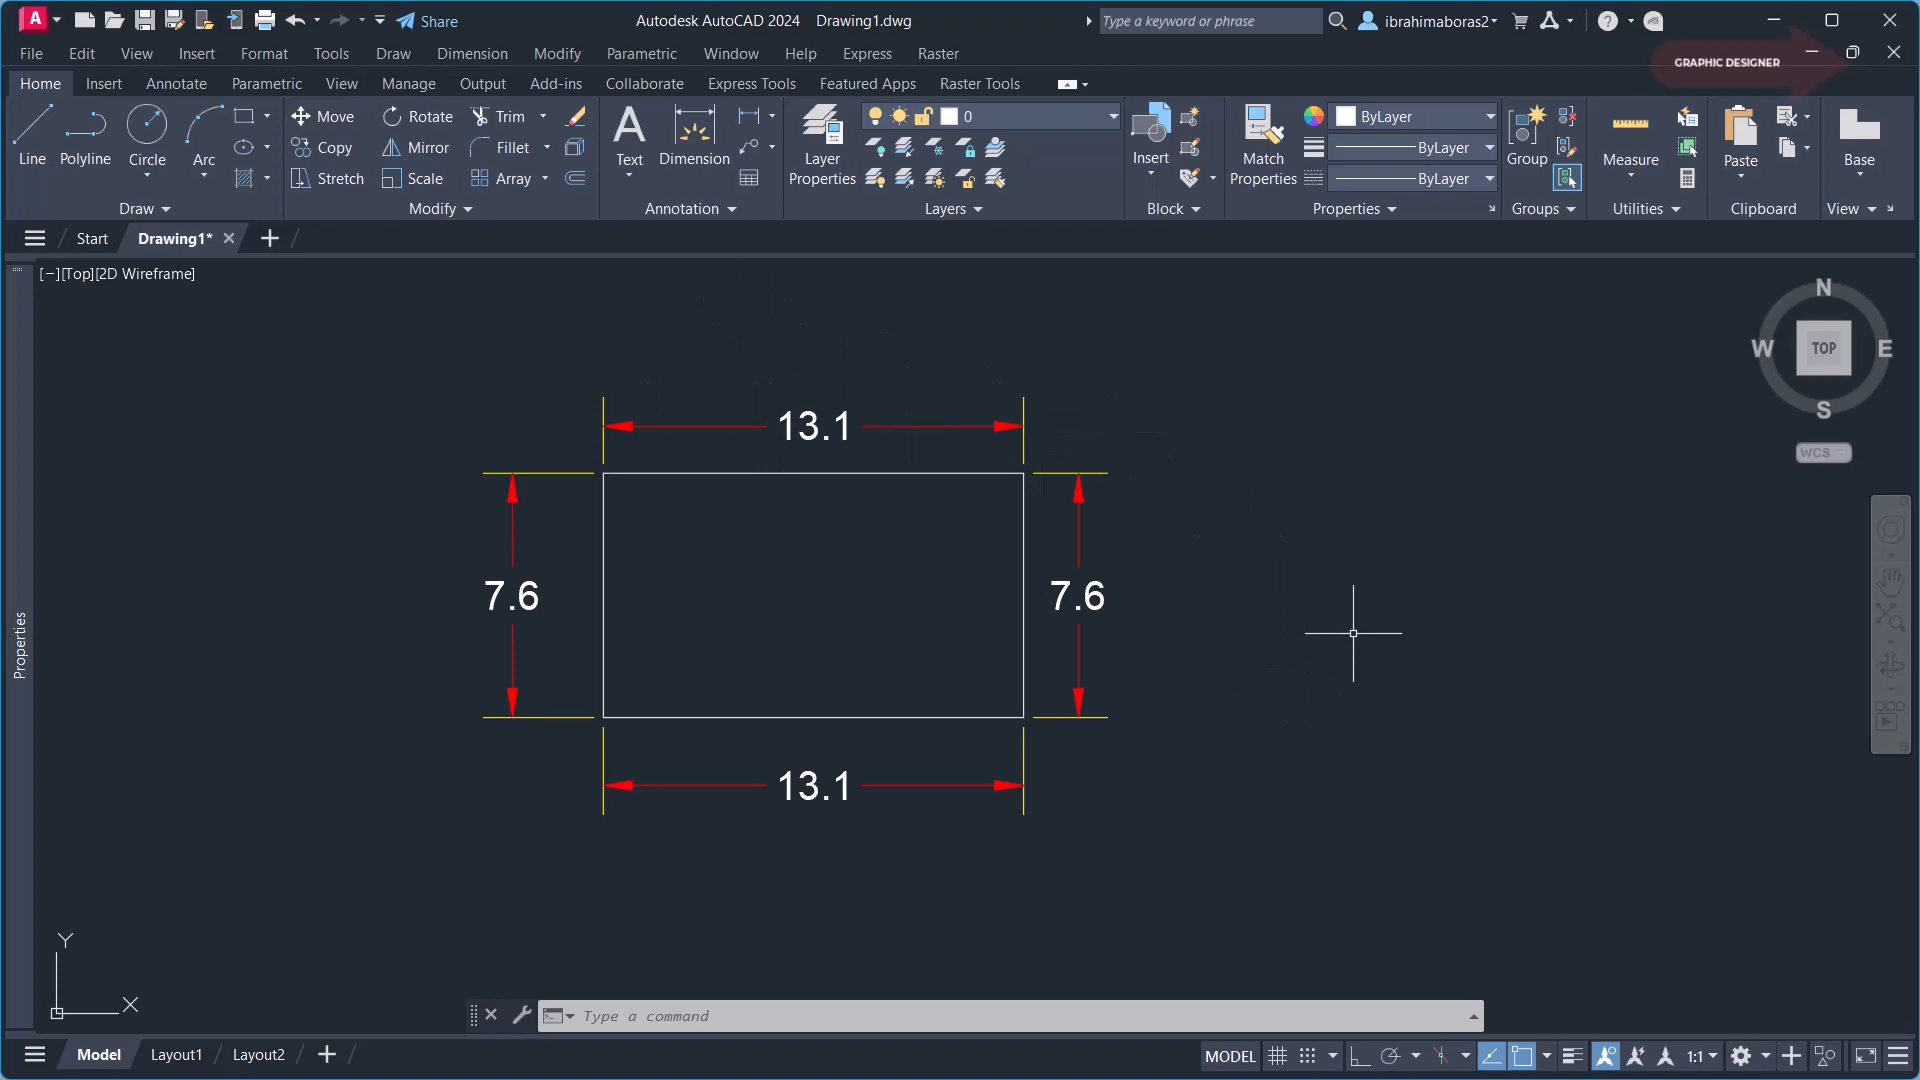 Share
Autodesk AutoCAD 2024 Drawing1.dwg
Type a keyword or phrase
ibrahimaboras2
File Edit View Insert Format Tools Draw Dimension Modify Parametric Window Help Express Raster
GRAPHIC DESIGNER
Home Insert Annotate Parametric View Manage Output Add-ins Collaborate Express Tools Featured Apps Raster Tools
Line Polyline Circle Arc
Move Rotate Trim
Copy Mirror Fillet
Stretch Scale Array
Text Dimension
Layer Properties
0
Insert
Match Properties
ByLayer
ByLayer
ByLayer
Group
Measure
Paste
Base
Draw Modify Annotation Layers Block Properties Groups Utilities Clipboard View
Start Drawing1*
[−][Top][2D Wireframe]
N
W TOP E
S
WCS
13.1
7.6 7.6
13.1
Properties
Y
X
Type a command
Model Layout1 Layout2
MODEL 1:1